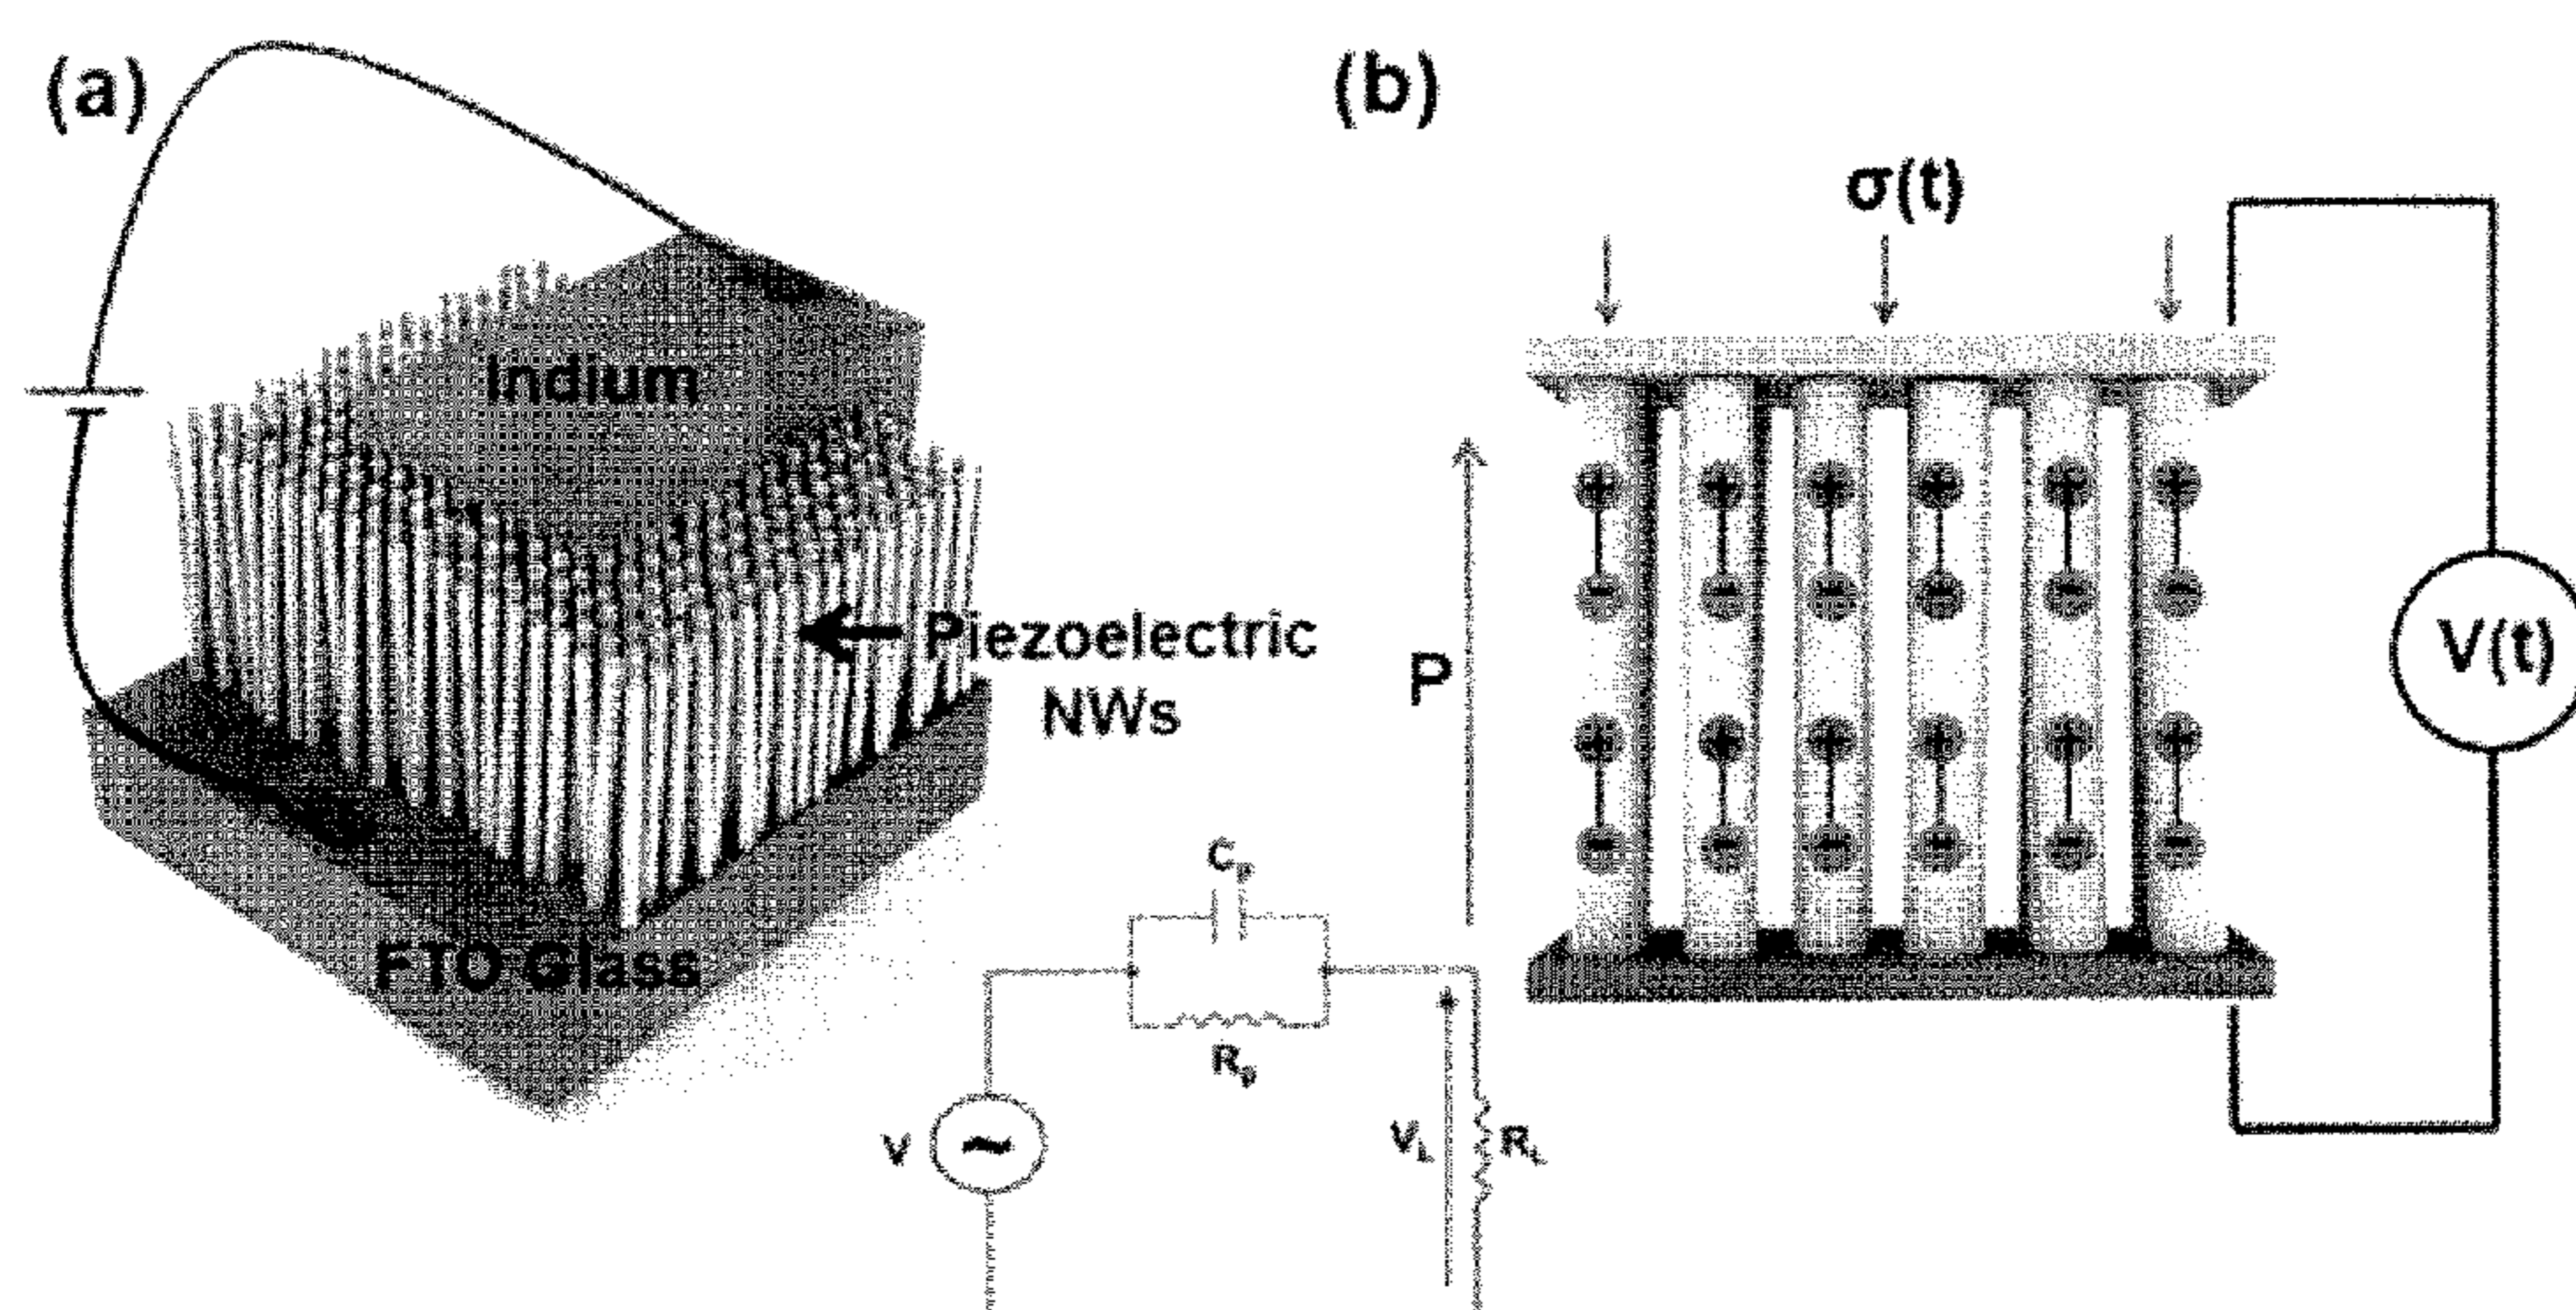 (a)
Indium
Piezoelectric
NWs
FTO Glass
(b)
σ(t)
P
V(t)
+ + + + + +
- - - - - -
+ + + + + +
- - - - - -
Cp
Rp
V
~
VL
RL